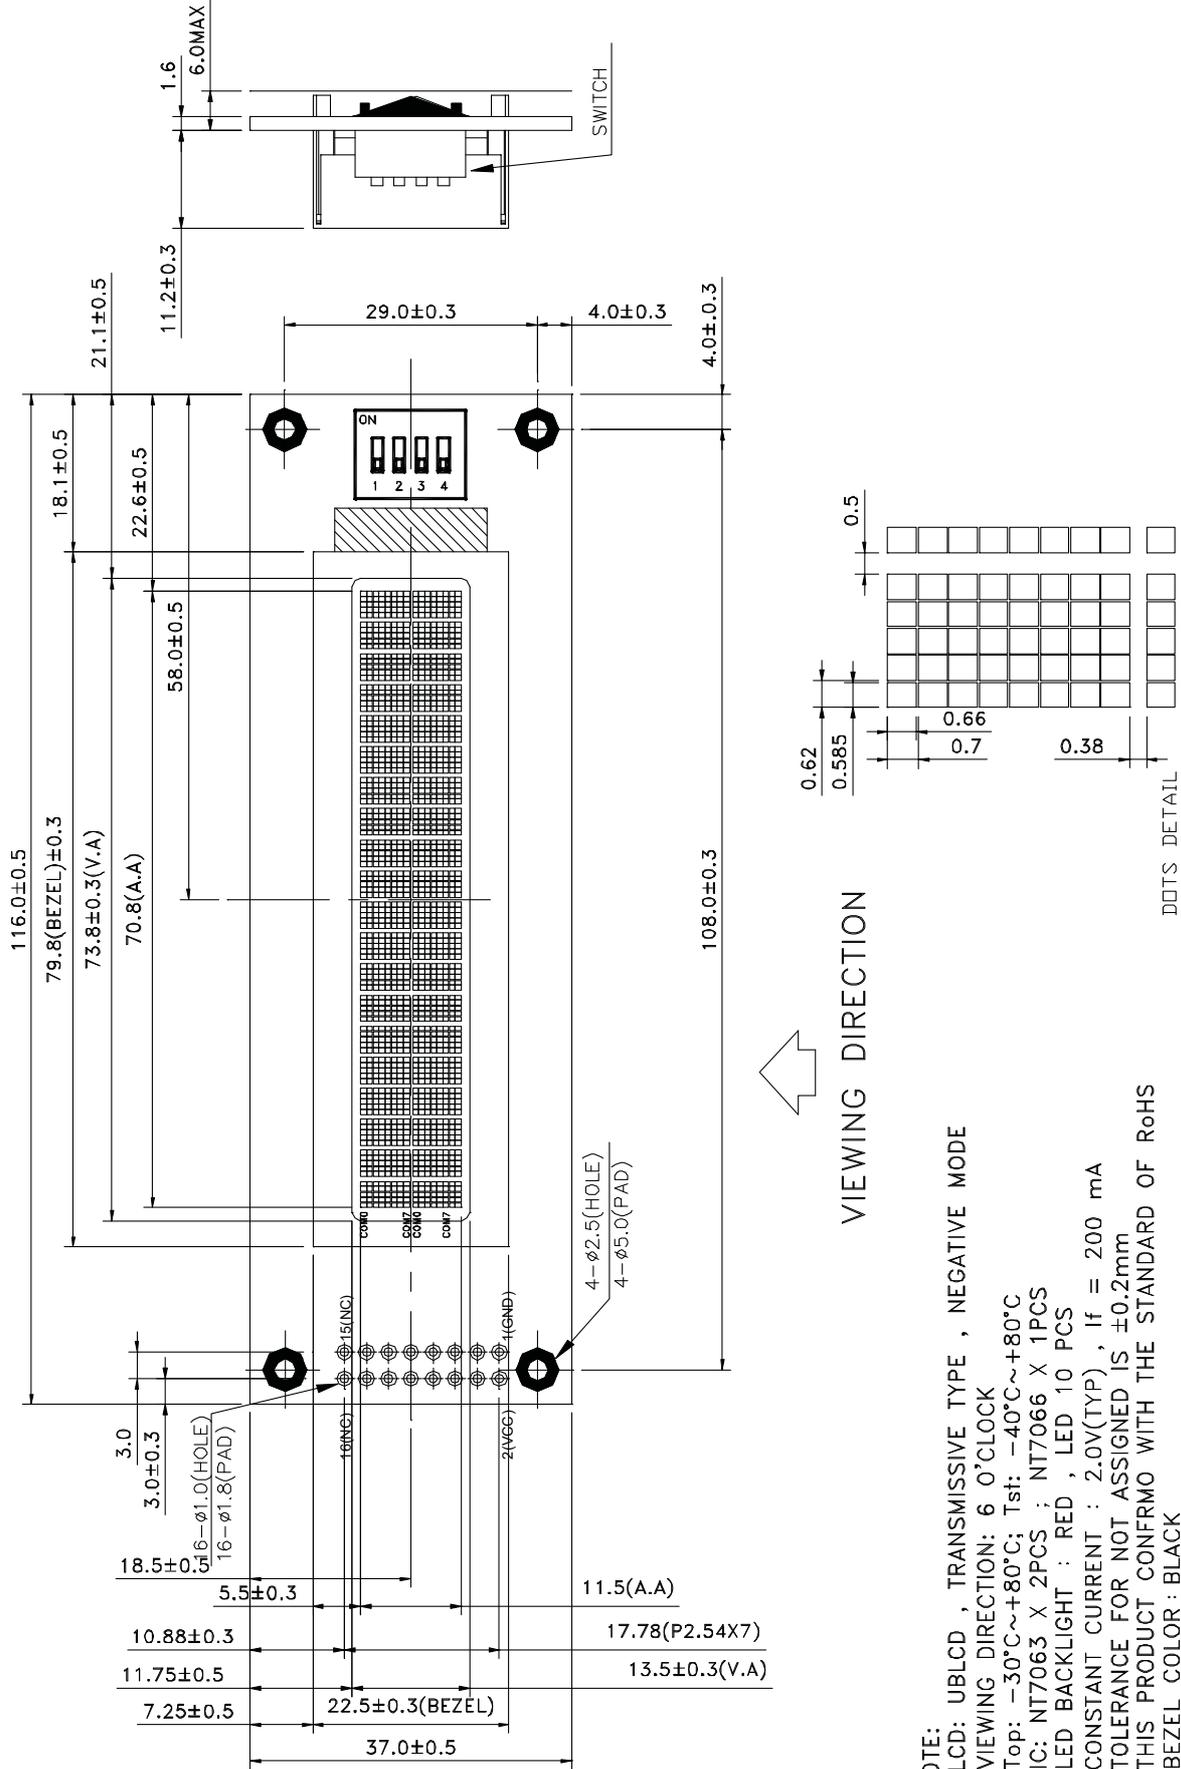 1.6
6.0MAX
11.2±0.3
SWITCH
21.1±0.5
29.0±0.3
4.0±0.3
4.0±0.3
18.1±0.5
22.6±0.5
58.0±0.5
ON
1 2 3 4
116.0±0.5
79.8(BEZEL)±0.3
73.8±0.3(V.A)
70.8(A.A)
108.0±0.3
0.5
0.66
0.7
0.38
0.62
0.585
DOTS DETAIL
VIEWING DIRECTION
COM0
COM7
COM0
COM7
15(NC)
1(GND)
16(NC)
2(VCC)
4-ø2.5(HOLE)
4-ø5.0(PAD)
3.0
3.0±0.3
16-ø1.0(HOLE)
16-ø1.8(PAD)
18.5±0.5
5.5±0.3
11.5(A.A)
10.88±0.3
17.78(P2.54X7)
11.75±0.5
13.5±0.3(V.A)
7.25±0.5
22.5±0.3(BEZEL)
37.0±0.5
OTE:
LCD: UBLCD , TRANSMISSIVE TYPE , NEGATIVE MODE
VIEWING DIRECTION: 6 O'CLOCK
Top: -30°C~+80°C; Tst: -40°C~+80°C
IC: NT7063 X 2PCS ; NT7066 X 1PCS
LED BACKLIGHT : RED , LED 10 PCS
CONSTANT CURRENT : 2.0V(TYP) , If = 200 mA
TOLERANCE FOR NOT ASSIGNED IS ±0.2mm
THIS PRODUCT CONFRMO WITH THE STANDARD OF RoHS
BEZEL COLOR: BLACK